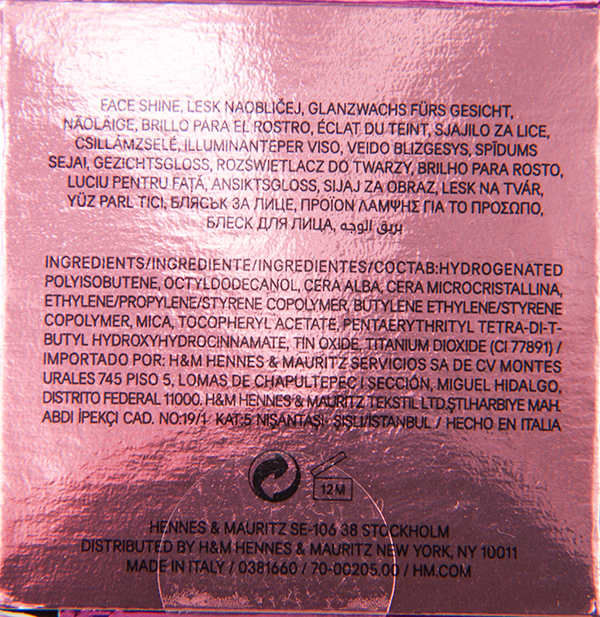 FACE SHINE, LESK NAOBLIČEJ, GLANZWACHS FÜRS GESICHT,
NÄOLÄIGE, BRILLO PARA EL ROSTRO, ÉCLAT DU TEINT, SJAJILO ZA LICE,
CSILLÁMZSELÉ, ILLUMINANTEPER VISO, VEIDO BLIZGESYS, SPĪDUMS
SEJAI, GEZICHTSGLOSS, ROZŚWIETLACZ DO TWARZY, BRILHO PARA ROSTO,
LUCIU PENTRU FAŢĂ, ANSIKTSGLOSS, SIJAJ ZA OBRAZ, LESK NA TVÁR,
YÜZ PARL TICI, БЛЯСЪК ЗА ЛИЦЕ, ΠΡΟΪΟΝ ΛΑΜΨΗΣ ΓΙΑ ΤΟ ΠΡΟΣΩΠΟ,
БЛЕСК ДЛЯ ЛИЦА, بريق الوجه
INGREDIENTS/INGREDIENTE/INGREDIENTES/СОСТАВ:HYDROGENATED
POLYISOBUTENE, OCTYLDODECANOL, CERA ALBA, CERA MICROCRISTALLINA,
ETHYLENE/PROPYLENE/STYRENE COPOLYMER, BUTYLENE ETHYLENE/STYRENE
COPOLYMER, MICA, TOCOPHERYL ACETATE, PENTAERYTHRITYL TETRA-DI-T-
BUTYL HYDROXYHYDROCINNAMATE, TIN OXIDE, TITANIUM DIOXIDE (CI 77891) /
IMPORTADO POR: H&M HENNES & MAURITZ SERVICIOS SA DE CV MONTES
URALES 745 PISO 5, LOMAS DE CHAPULTEPEC I SECCIÓN, MIGUEL HIDALGO,
DISTRITO FEDERAL 11000. H&M HENNES & MAURITZ TEKSTIL LTD.ŞTI.HARBIYE MAH.
ABDI İPEKÇI CAD. NO:19/1 KAT:5 NIŞANTAŞI- ŞIŞLI/İSTANBUL / HECHO EN ITALIA
12M
HENNES & MAURITZ SE-106 38 STOCKHOLM
DISTRIBUTED BY H&M HENNES & MAURITZ NEW YORK, NY 10011
MADE IN ITALY / 0381660 / 70-00205.00 / HM.COM